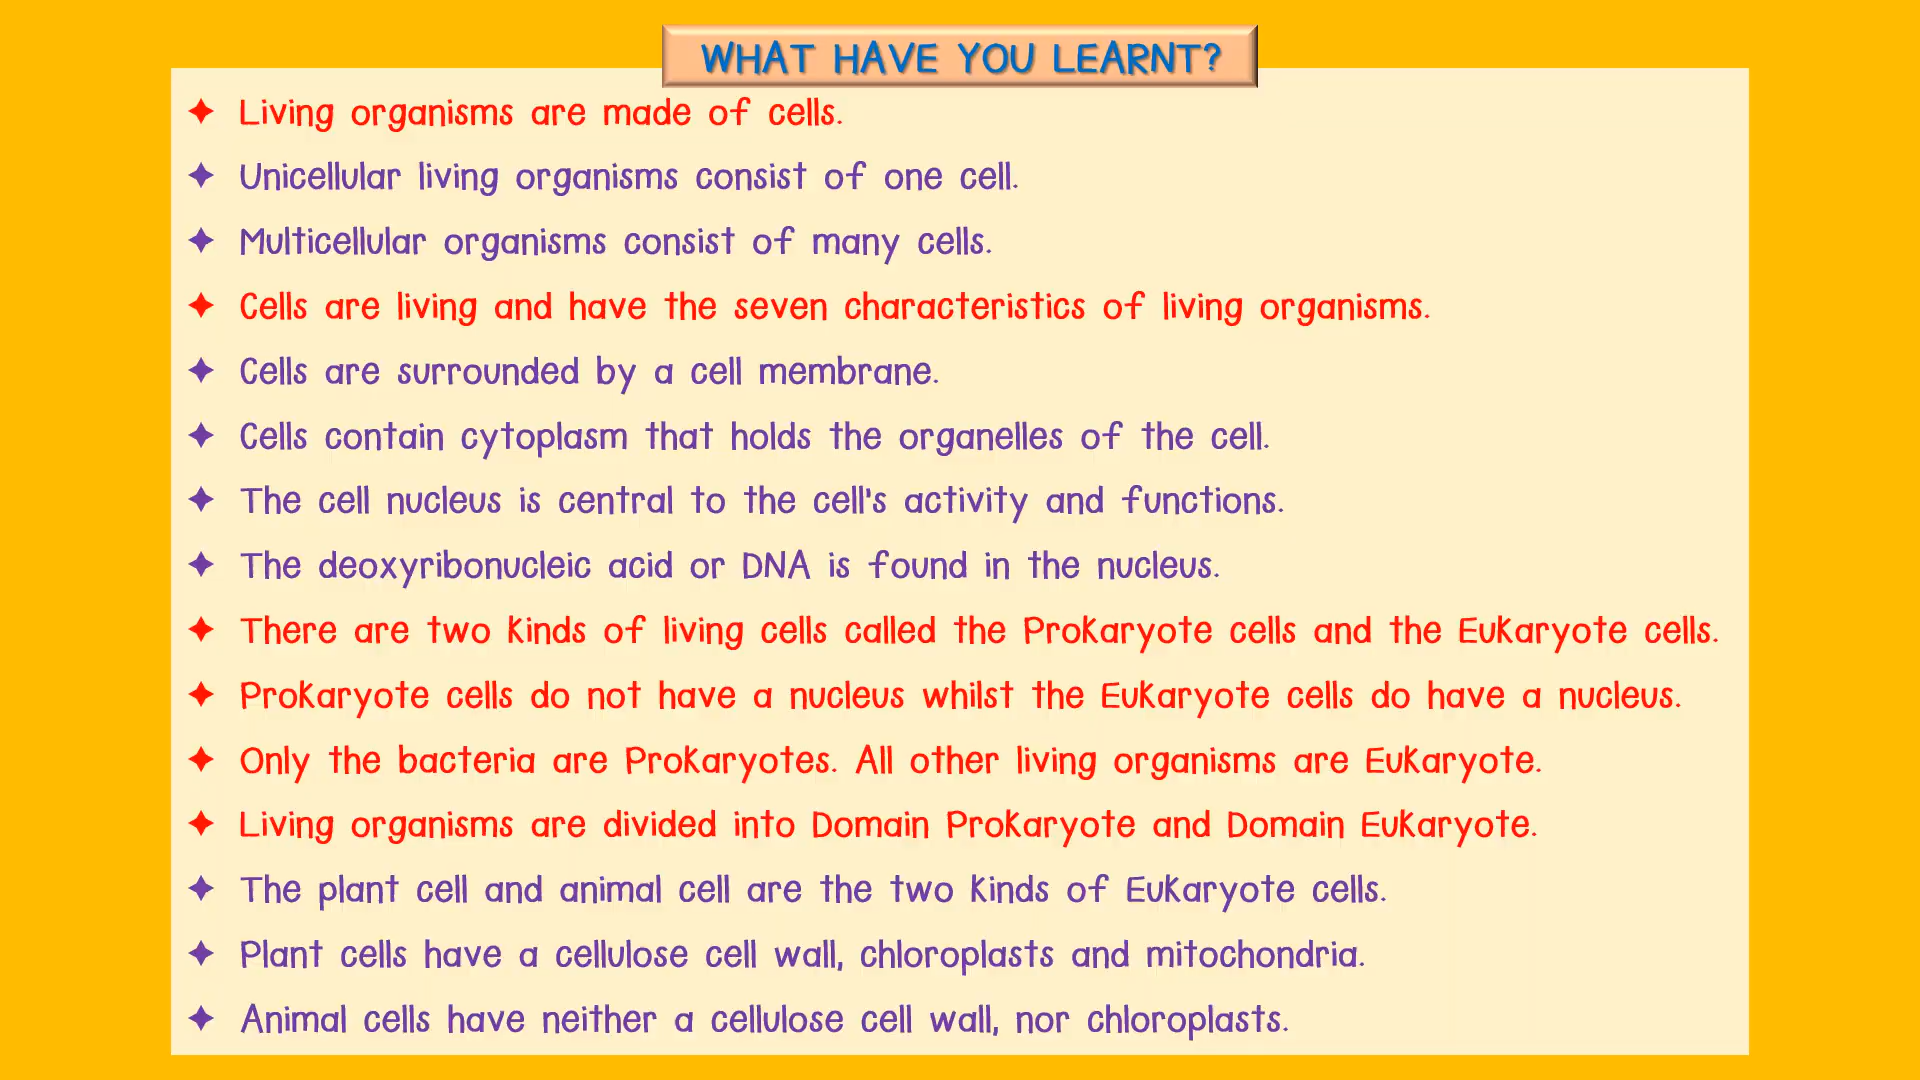 WHAT HAVE YOU LEARNT?
✦ Living organisms are made of cells.
✦ Unicellular living organisms consist of one cell.
✦ Multicellular organisms consist of many cells.
✦ Cells are living and have the seven characteristics of living organisms.
✦ Cells are surrounded by a cell membrane.
✦ Cells contain cytoplasm that holds the organelles of the cell.
✦ The cell nucleus is central to the cell's activity and functions.
✦ The deoxyribonucleic acid or DNA is found in the nucleus.
✦ There are two kinds of living cells called the Prokaryote cells and the Eukaryote cells.
✦ Prokaryote cells do not have a nucleus whilst the Eukaryote cells do have a nucleus.
✦ Only the bacteria are Prokaryotes. All other living organisms are Eukaryote.
✦ Living organisms are divided into Domain Prokaryote and Domain Eukaryote.
✦ The plant cell and animal cell are the two kinds of Eukaryote cells.
✦ Plant cells have a cellulose cell wall, chloroplasts and mitochondria.
✦ Animal cells have neither a cellulose cell wall, nor chloroplasts.